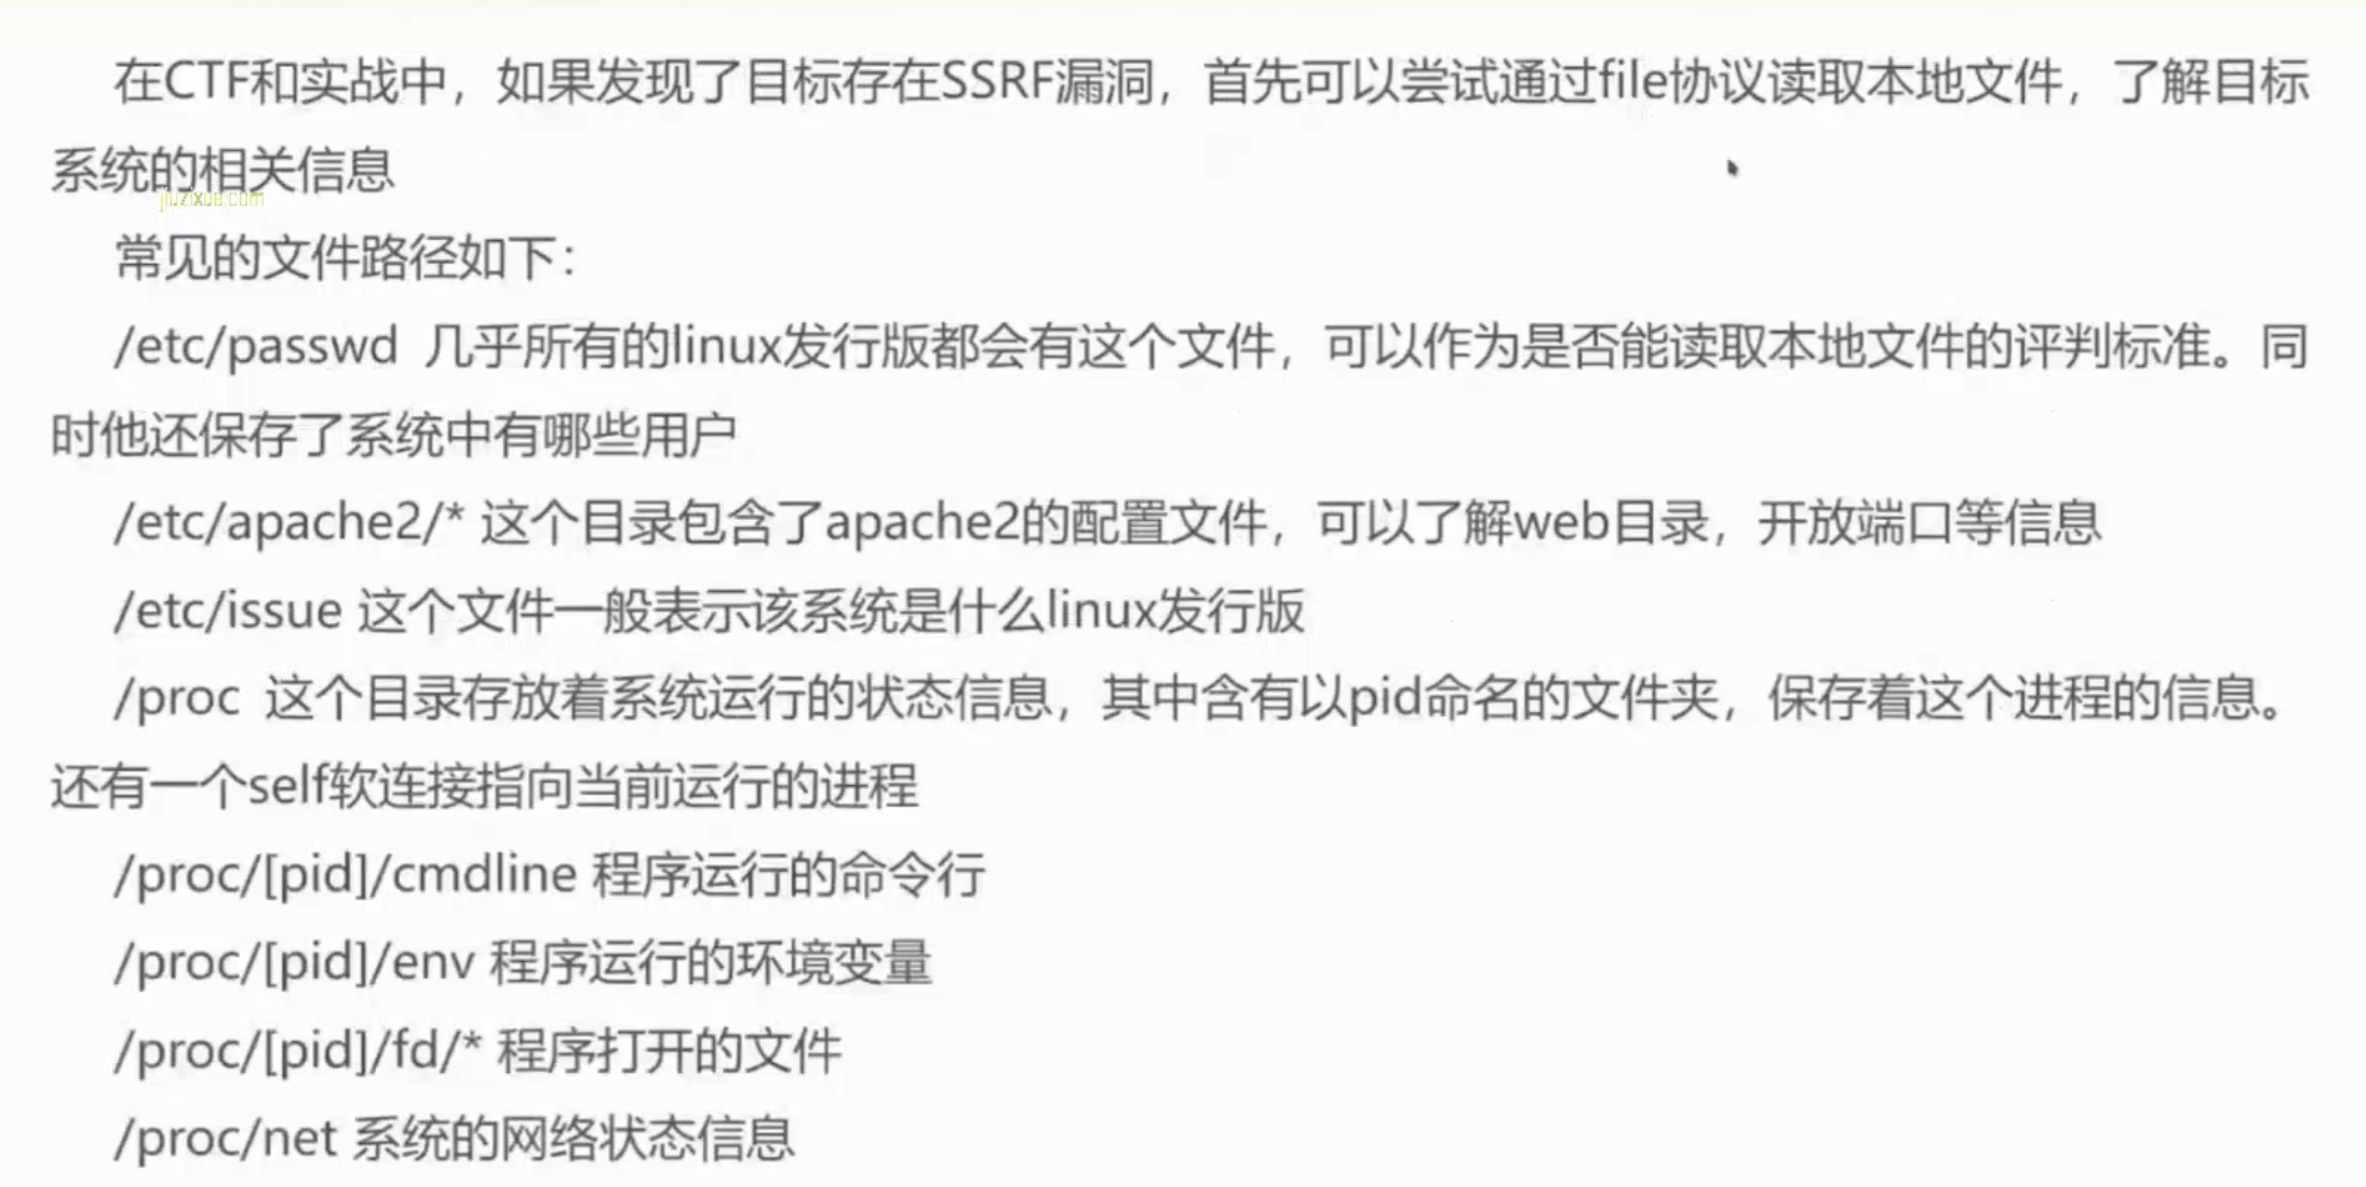 在CTF和实战中，如果发现了目标存在SSRF漏洞，首先可以尝试通过file协议读取本地文件，了解目标
系统的相关信息
jiuzixue.com
常见的文件路径如下：
/etc/passwd 几乎所有的linux发行版都会有这个文件，可以作为是否能读取本地文件的评判标准。同
时他还保存了系统中有哪些用户
/etc/apache2/* 这个目录包含了apache2的配置文件，可以了解web目录，开放端口等信息
/etc/issue 这个文件一般表示该系统是什么linux发行版
/proc 这个目录存放着系统运行的状态信息，其中含有以pid命名的文件夹，保存着这个进程的信息。
还有一个self软连接指向当前运行的进程
/proc/[pid]/cmdline 程序运行的命令行
/proc/[pid]/env 程序运行的环境变量
/proc/[pid]/fd/* 程序打开的文件
/proc/net 系统的网络状态信息